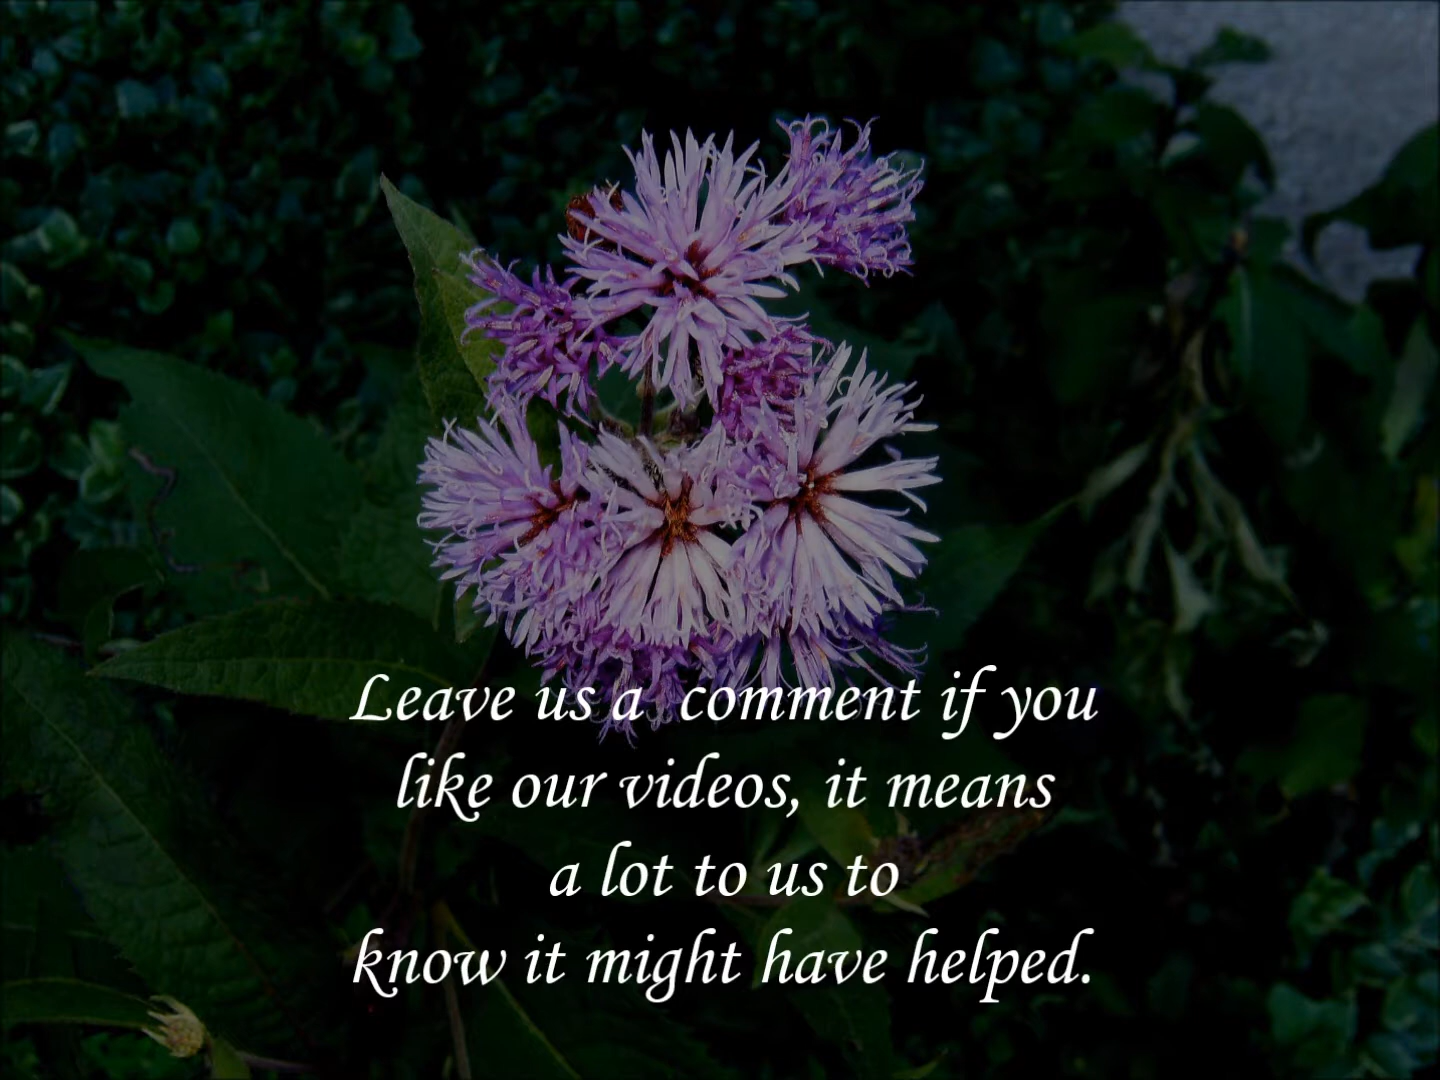 Leave us a comment if you
like our videos, it means
a lot to us to
know it might have helped.